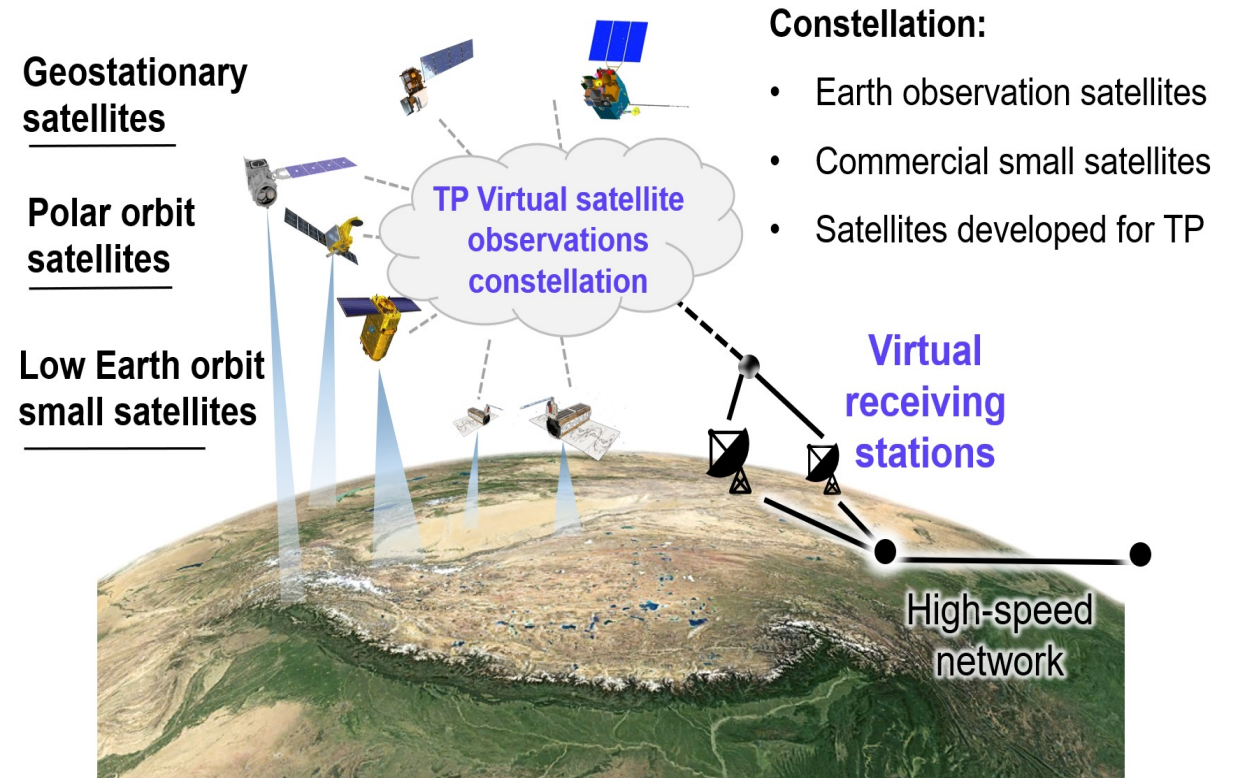 Constellation:
• Earth observation satellites
• Commercial small satellites
• Satellites developed for TP
Geostationary
satellites
Polar orbit
satellites
Low Earth orbit
small satellites
TP Virtual satellite
observations
constellation
Virtual
receiving
stations
High-speed
network